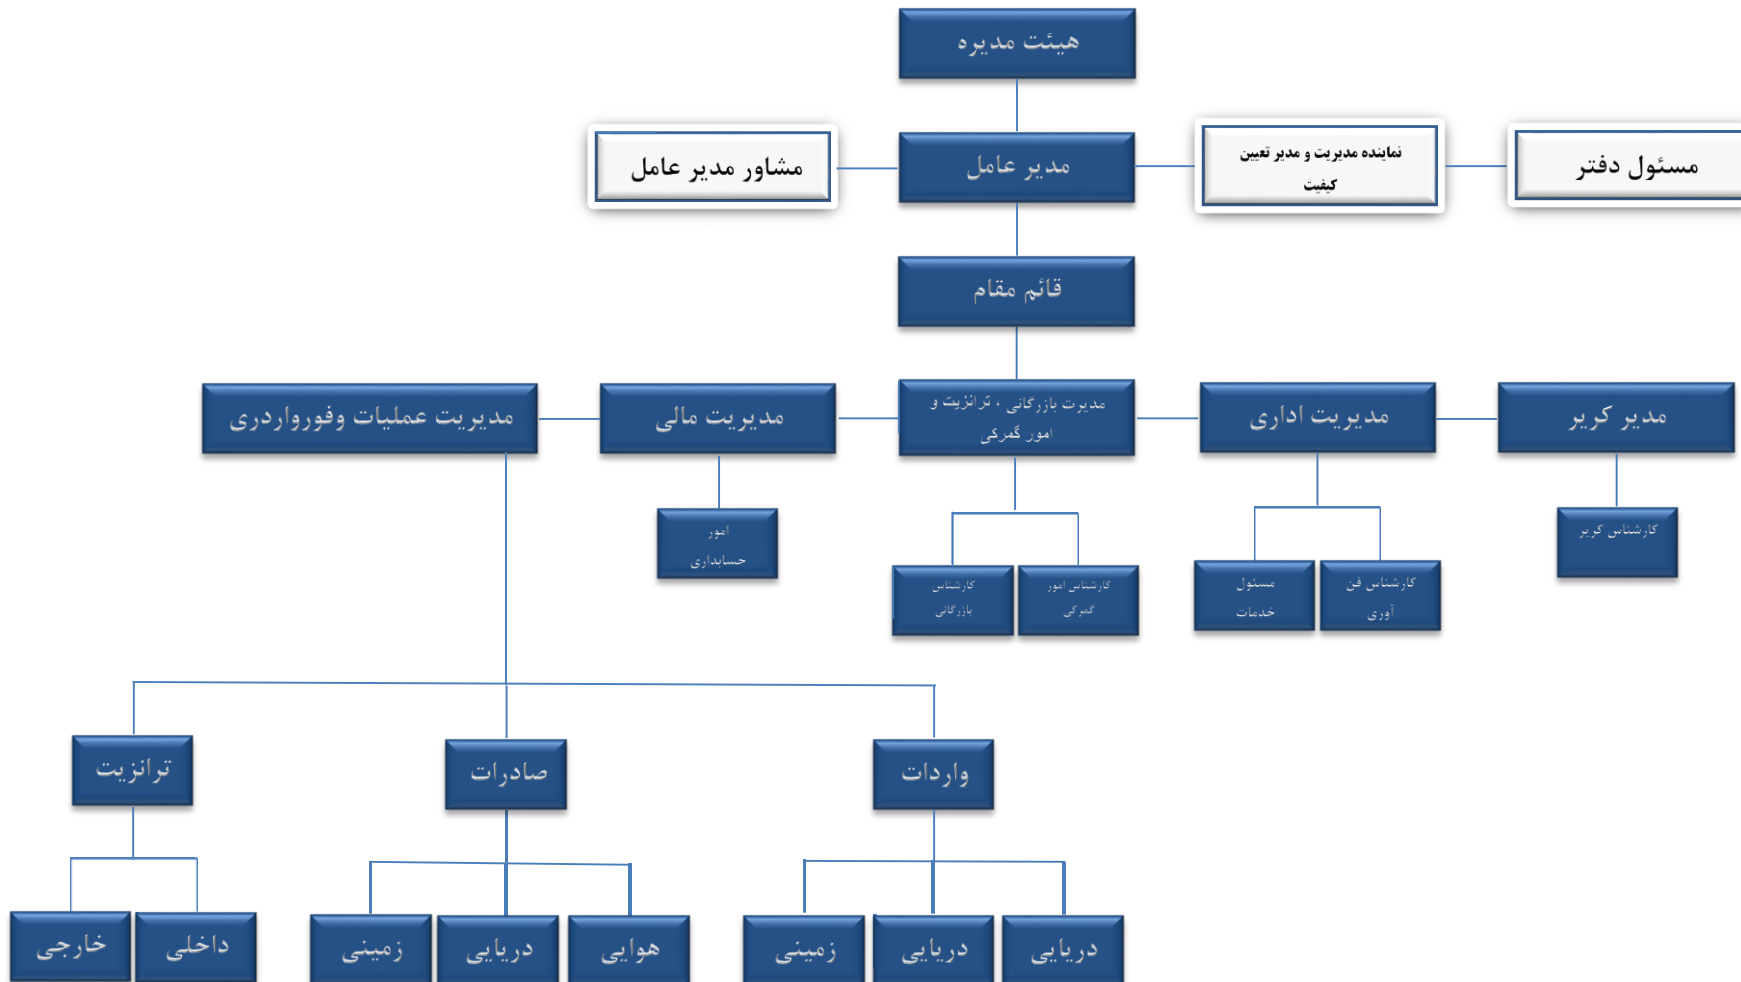 هیئت مدیره
مسئول دفتر
نماینده مدیریت و مدیر تعیین
کیفیت
مدیر عامل
مشاور مدیر عامل
قائم مقام
مدیر کریر
مدیریت اداری
مدیرت بازرگانی ، ترانزیت و
امور گمرکی
مدیریت مالی
مدیریت عملیات وفورواردری
کارشناس کریر
کارشناس فن
آوری
مسئول
خدمات
کارشناس امور
گمرکی
کارشناس
بازرگانی
امور
حسابداری
واردات
صادرات
ترانزیت
دریایی
دریایی
زمینی
هوایی
دریایی
زمینی
داخلی
خارجی